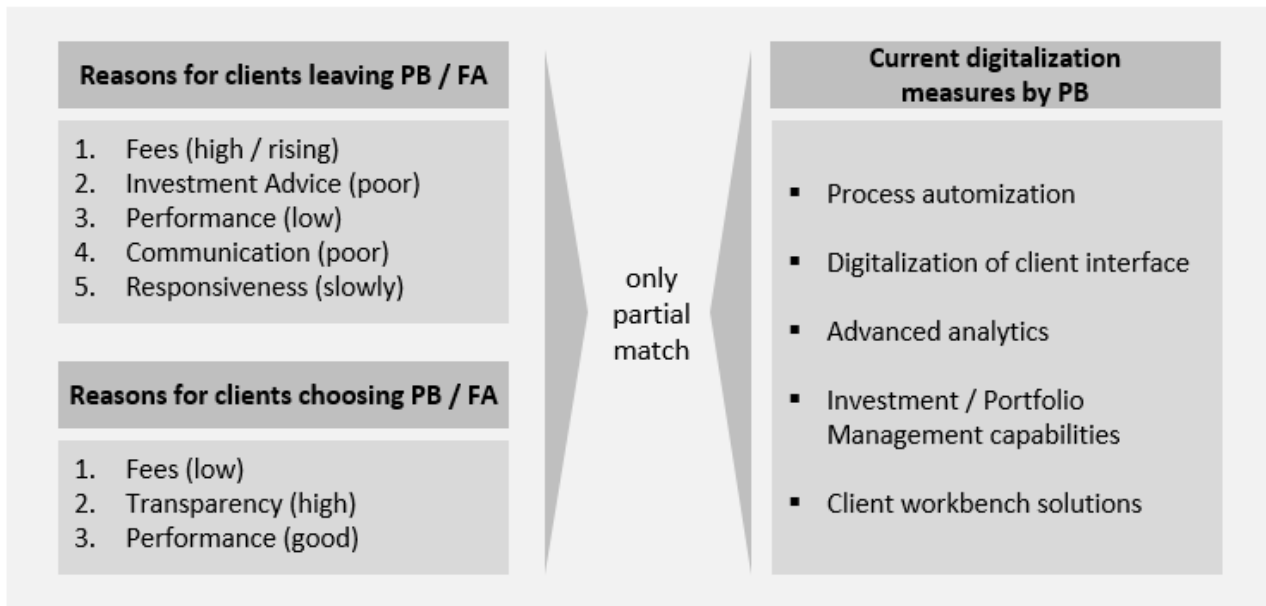 Reasons for clients leaving PB / FA
1. Fees (high / rising)
2. Investment Advice (poor)
3. Performance (low)
4. Communication (poor)
5. Responsiveness (slowly)
Reasons for clients choosing PB / FA
1. Fees (low)
2. Transparency (high)
3. Performance (good)
only
partial
match
Current digitalization
measures by PB
▪ Process automization
▪ Digitalization of client interface
▪ Advanced analytics
▪ Investment / Portfolio
Management capabilities
▪ Client workbench solutions